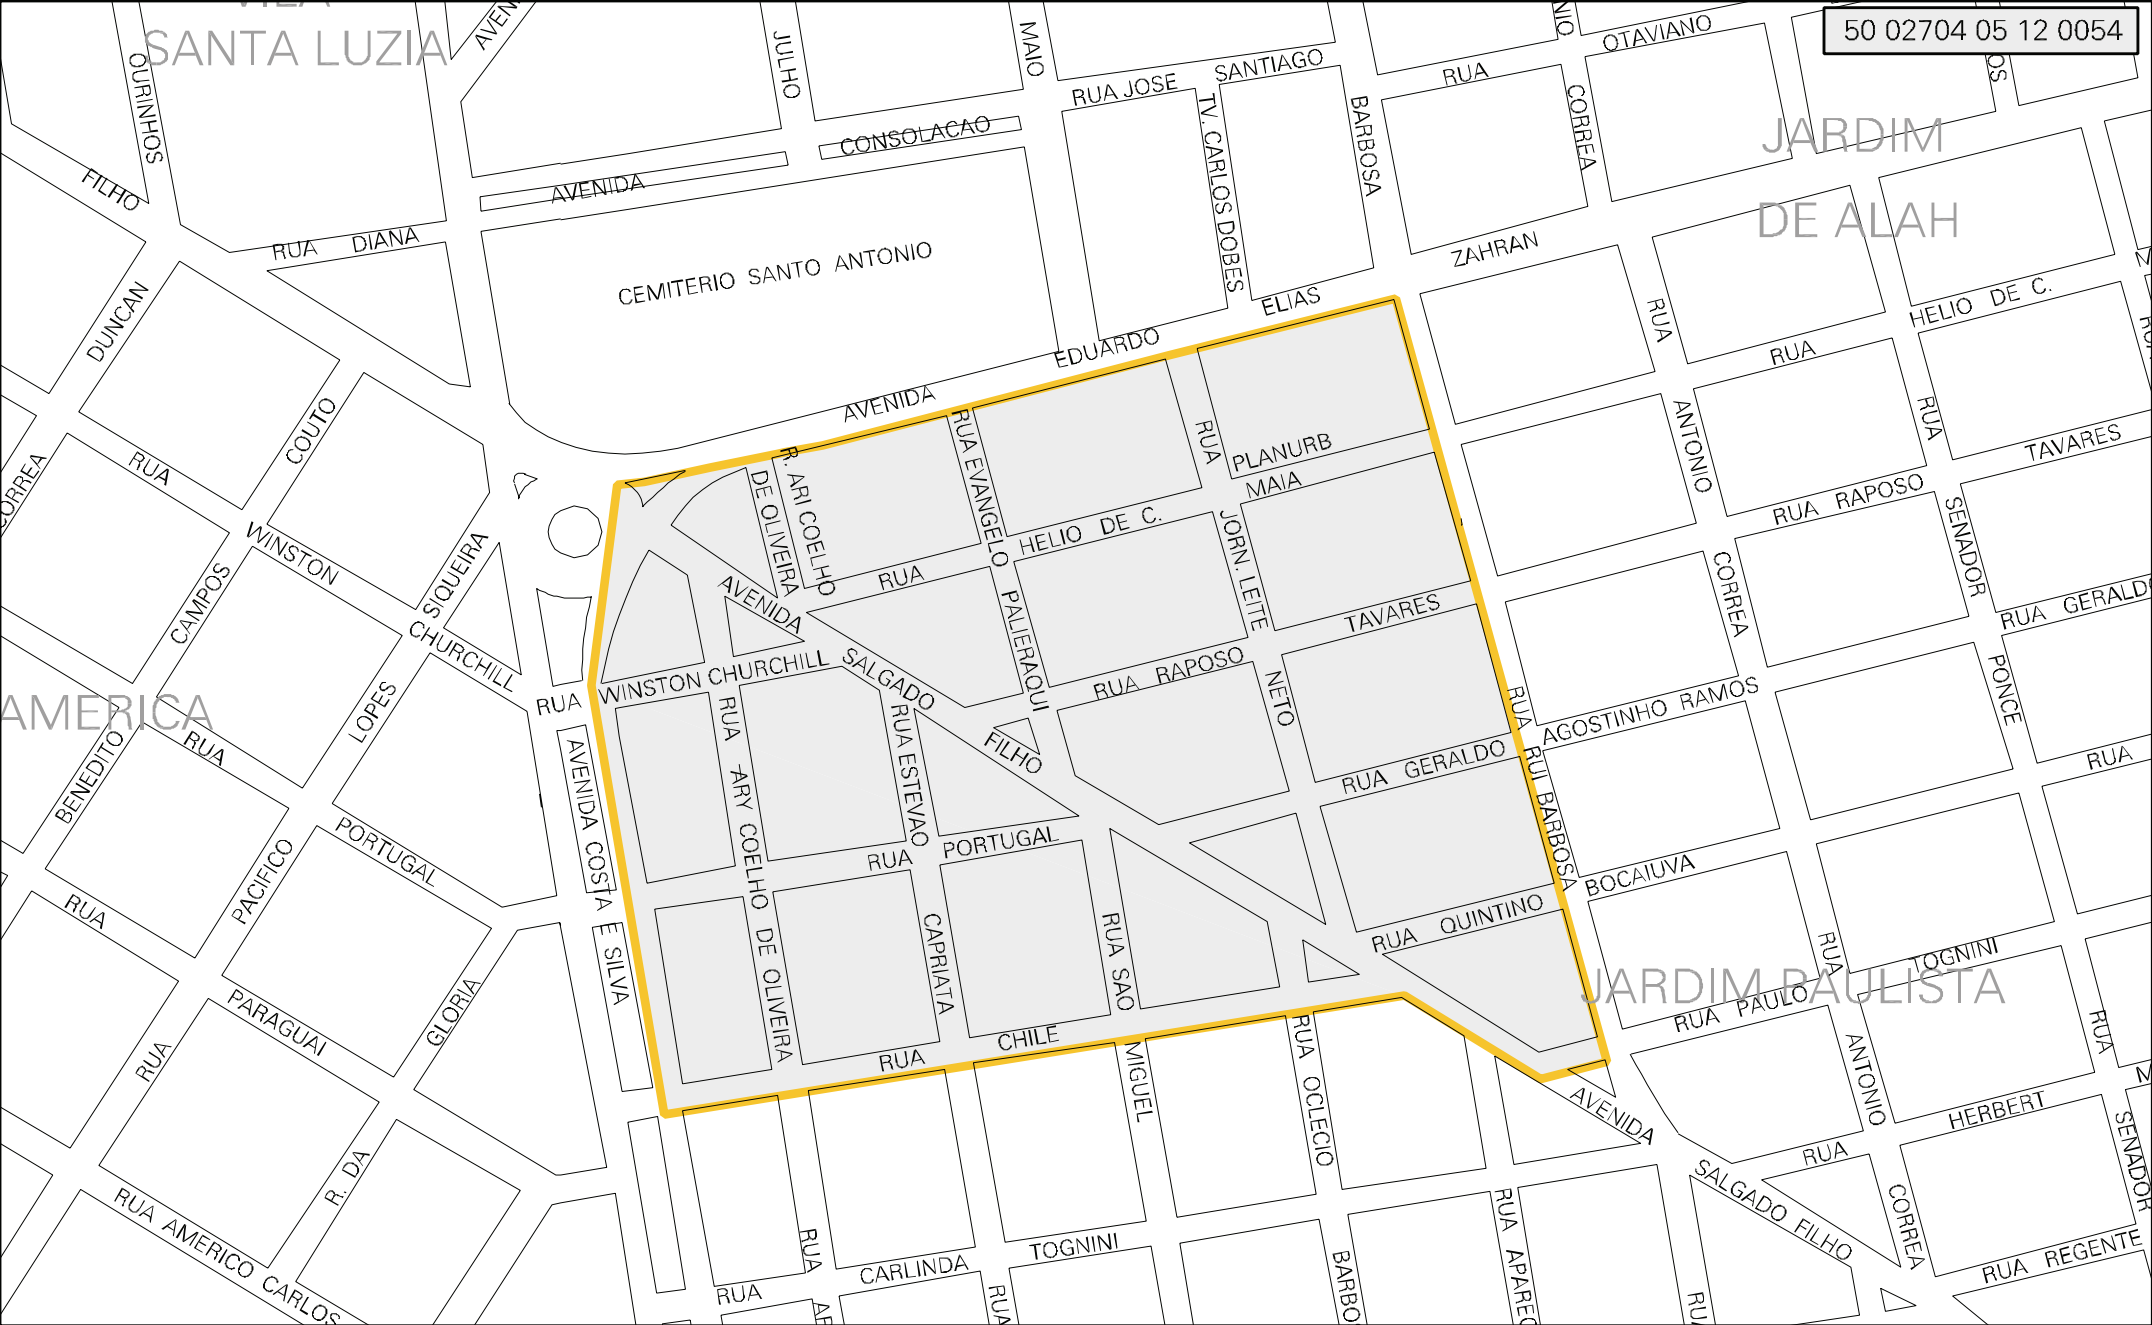 50 02704 05 12 0054
VILA
SANTA LUZIA
JARDIM
DE ALAH
AMERICA
JARDIM PAULISTA
OURINHOS
FILHO
RUA DIANA
JULHO
MAIO
AVENIDA
CONSOLACAO
CEMITERIO SANTO ANTONIO
RUA JOSE
SANTIAGO
TV. CARLOS DOBES
BARBOSA
RUA
OTAVIANO
CORREA
ZAHRAN
ELIAS
EDUARDO
AVENIDA
RUA
ANTONIO
CORREA
HELIO DE C.
RUA
RUA
TAVARES
RUA RAPOSO
SENADOR
PONCE
RUA GERALDO
RUA
DUNCAN
COUTO
RUA
WINSTON
CHURCHILL
CORREA
CAMPOS
SIQUEIRA
LOPES
BENEDITO
RUA
PORTUGAL
PACIFICO
RUA
PARAGUAI
GLORIA
RUA
R. DA
RUA AMERICO CARLOS
R. ARI COELHO
DE OLIVEIRA
RUA EVANGELO
PALIERAQUI
RUA
PLANURB
MAIA
HELIO DE C.
RUA
JORN. LEITE
NETO
TAVARES
RUA RAPOSO
AVENIDA
SALGADO
FILHO
RUA
WINSTON CHURCHILL
RUA ARY COELHO DE OLIVEIRA
RUA ESTEVAO
CAPRIATA
RUA PORTUGAL
RUA GERALDO
AGOSTINHO RAMOS
RUA RUI BARBOSA
AVENIDA COSTA E SILVA
RUA QUINTINO
BOCAIUVA
RUA SAO
MIGUEL
RUA CHILE
RUA OCLECIO
BARBO
RUA
ANTONIO
CORREA
RUA PAULO
TOGNINI
RUA
SENADOR
RUA
HERBERT
AVENIDA
SALGADO FILHO
RUA REGENTE
RUA
RUA
CARLINDA
TOGNINI
RUA
RUA